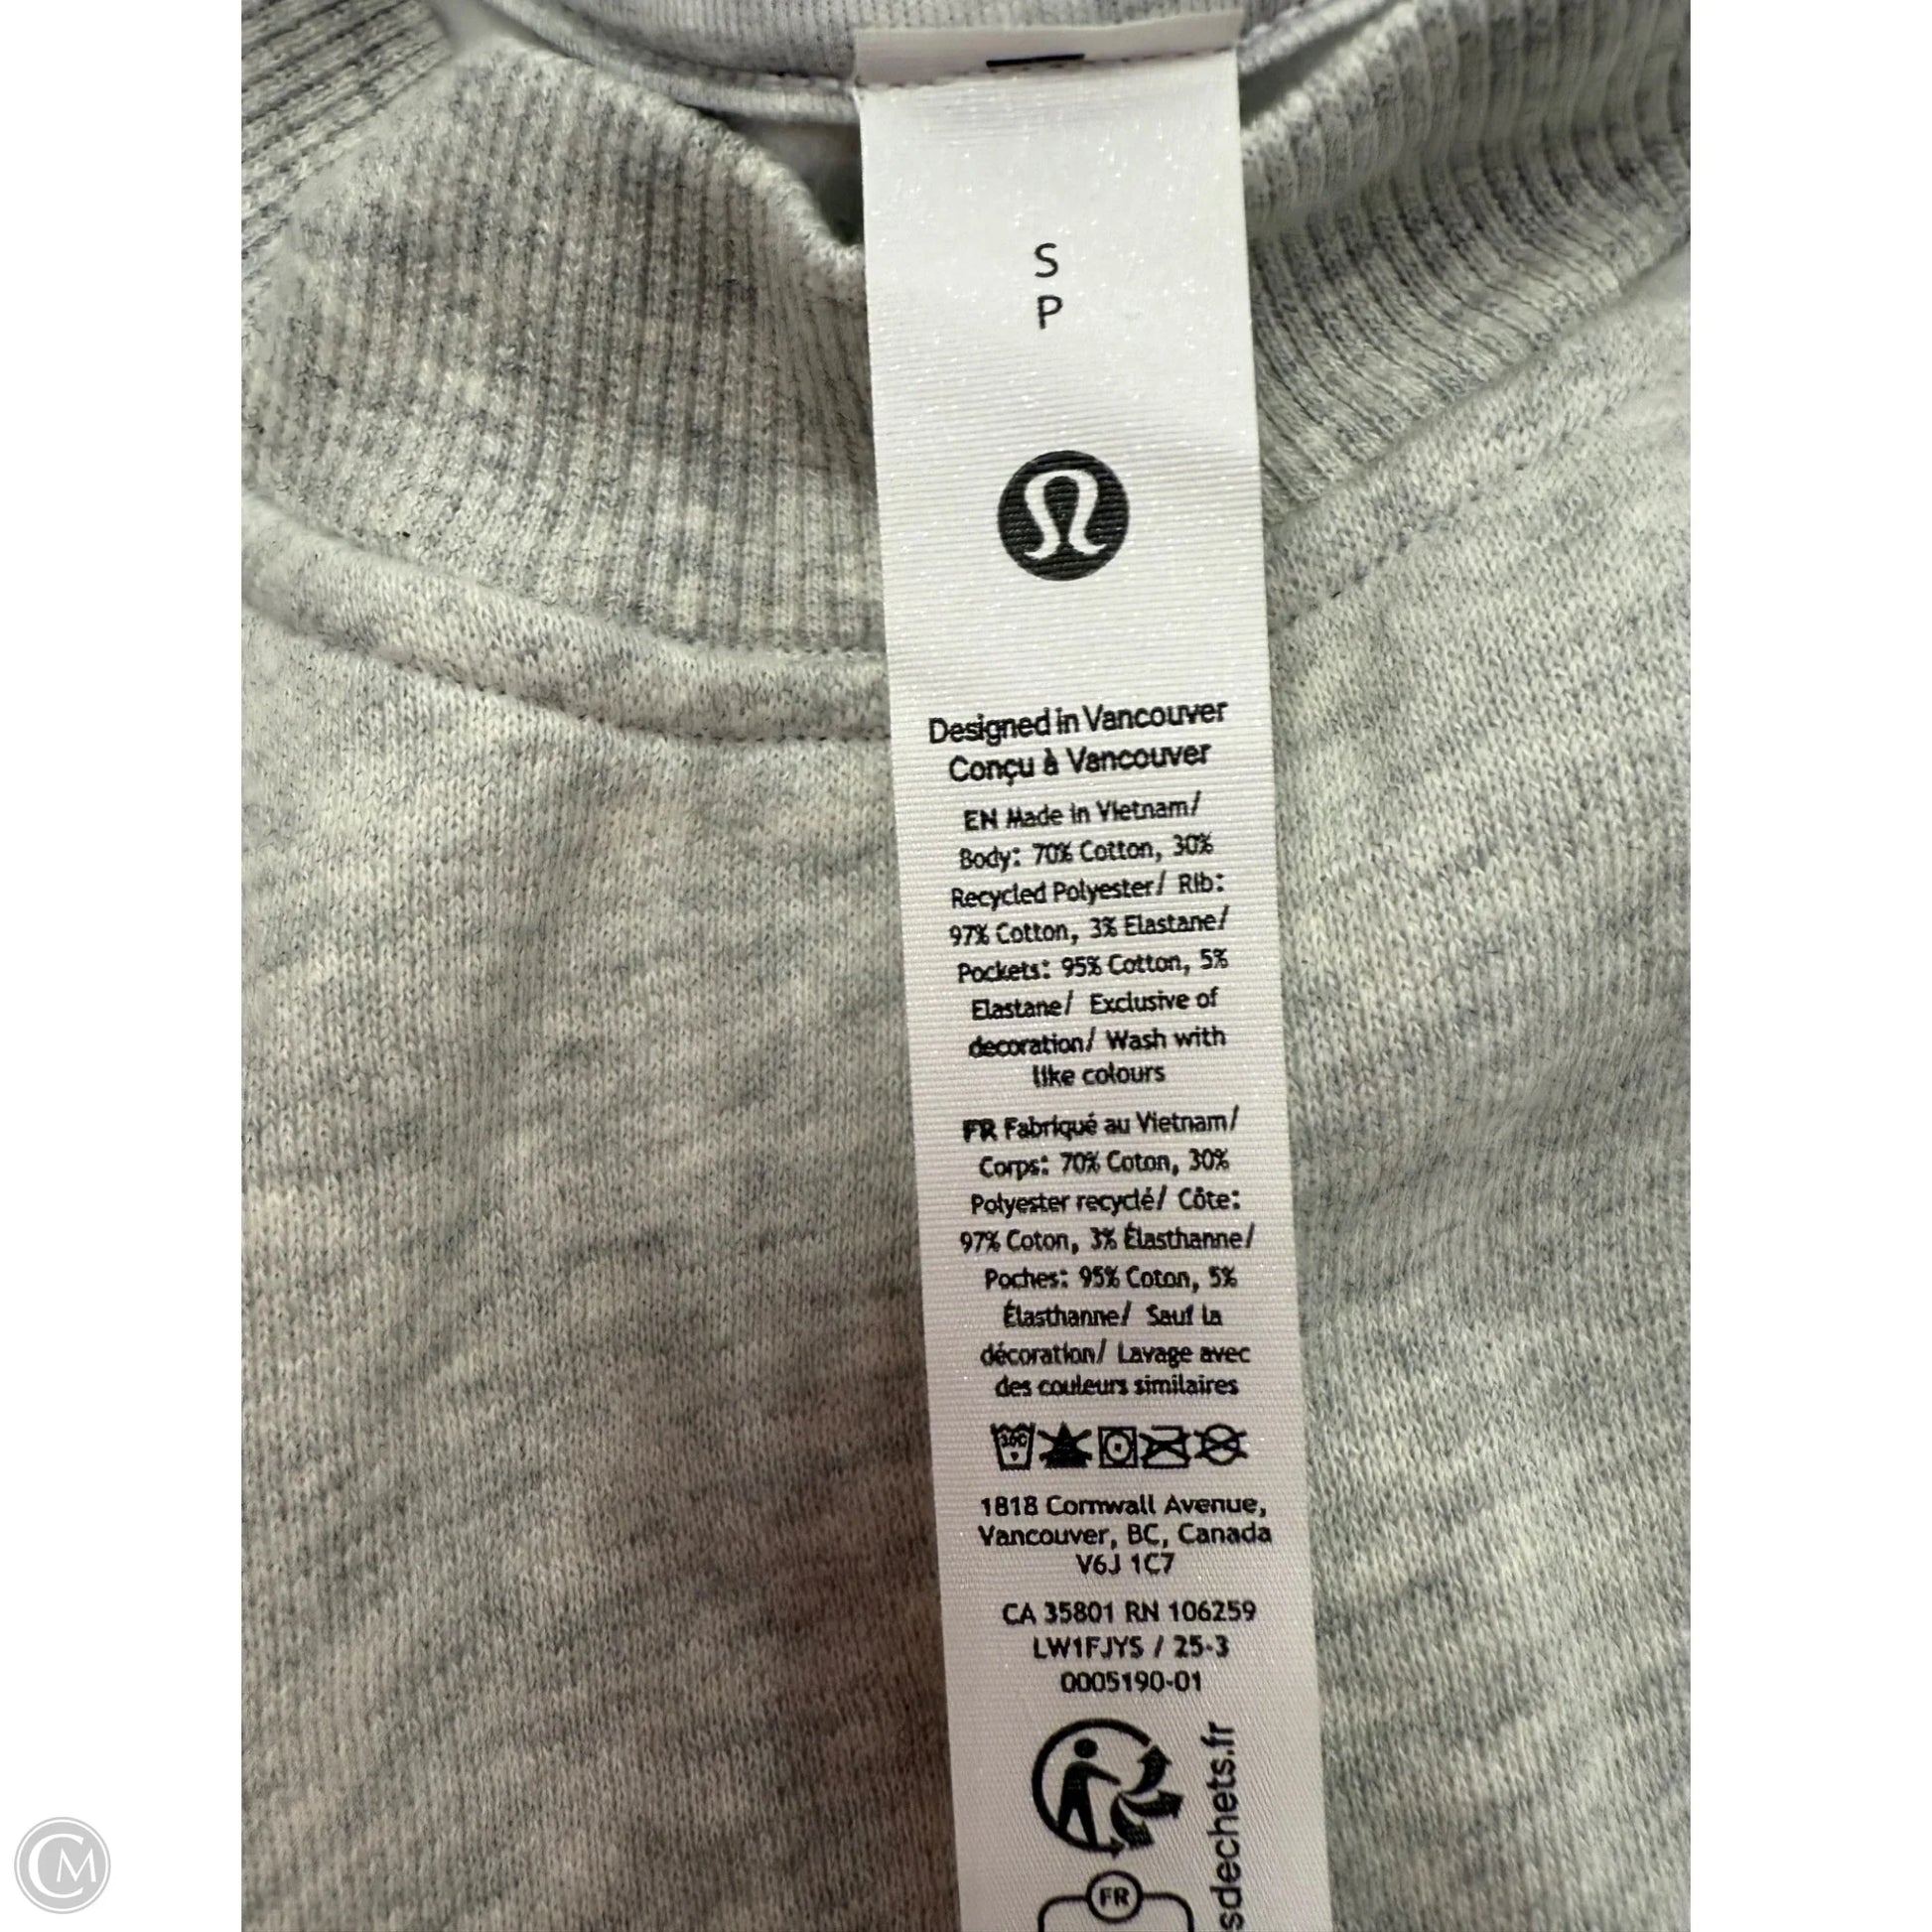 S
P
Designed in Vancouver
Conçu à Vancouver
EN Made in Vietnam/
Body: 70% Cotton, 30%
Recycled Polyester/ Rib:
97% Cotton, 3% Elastane/
Pockets: 95% Cotton, 5%
Elastane/ Exclusive of
decoration/ Wash with
like colours
FR Fabriqué au Vietnam/
Corps: 70% Coton, 30%
Polyester recyclé/ Côte:
97% Coton, 3% Élasthanne/
Poches: 95% Coton, 5%
Élasthanne/ Sauf la
décoration/ Lavage avec
des couleurs similaires
30C
1818 Cornwall Avenue,
Vancouver, BC, Canada
V6J 1C7
CA 35801 RN 106259
LW1FJYS / 25-3
0005190-01
sdechets.fr
FR
CM